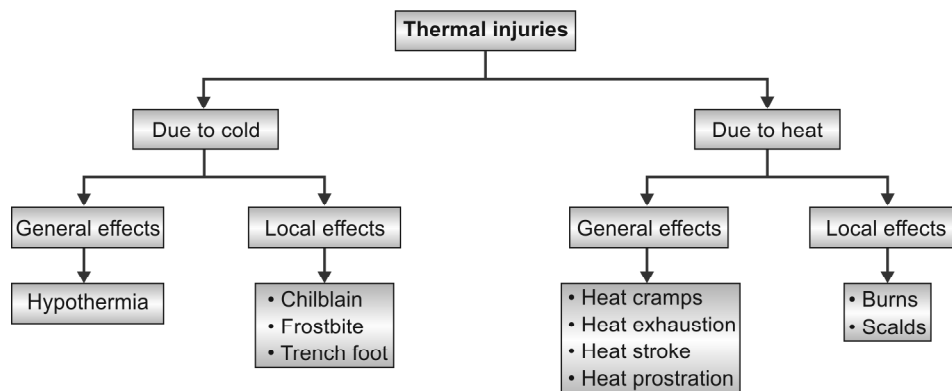 Thermal injuries
Due to cold
Due to heat
General effects
Local effects
General effects
Local effects
Hypothermia
• Chilblain
• Frostbite
• Trench foot
• Heat cramps
• Heat exhaustion
• Heat stroke
• Heat prostration
• Burns
• Scalds